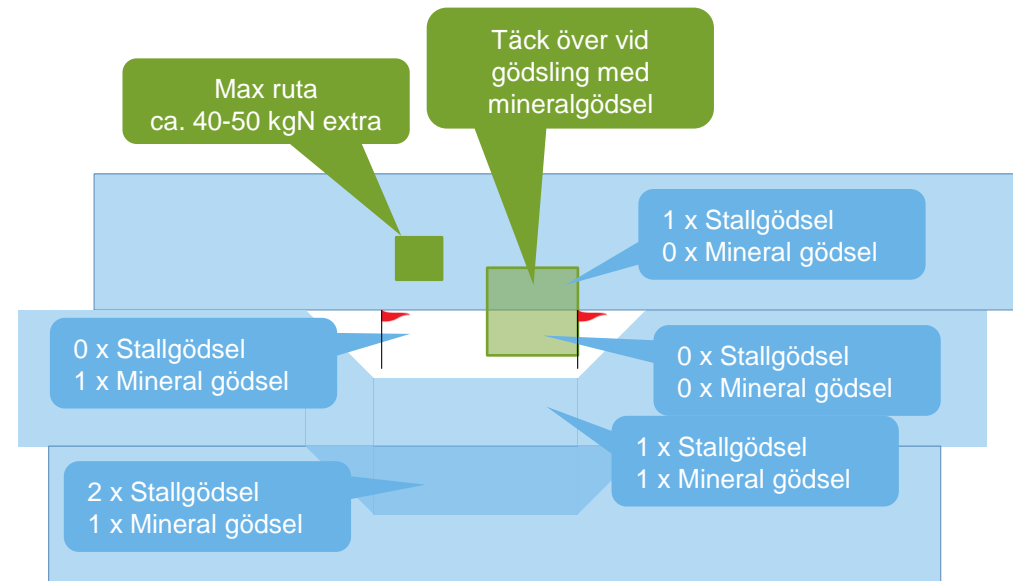 Täck över vid
gödsling med
mineralgödsel
Max ruta
ca. 40-50 kgN extra
1 x Stallgödsel
0 x Mineral gödsel
0 x Stallgödsel
1 x Mineral gödsel
0 x Stallgödsel
0 x Mineral gödsel
1 x Stallgödsel
1 x Mineral gödsel
2 x Stallgödsel
1 x Mineral gödsel